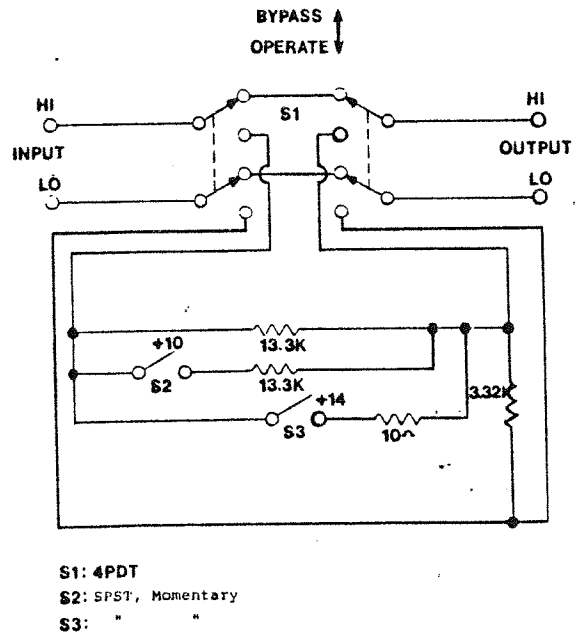 BYPASS
OPERATE
HI
S1
HI
INPUT
OUTPUT
LO
LO
13.3K
+10
S2
13.3K
+14
S3
10Ω
3.32K
S1: 4PDT
S2: SPST, Momentary
S3: " "